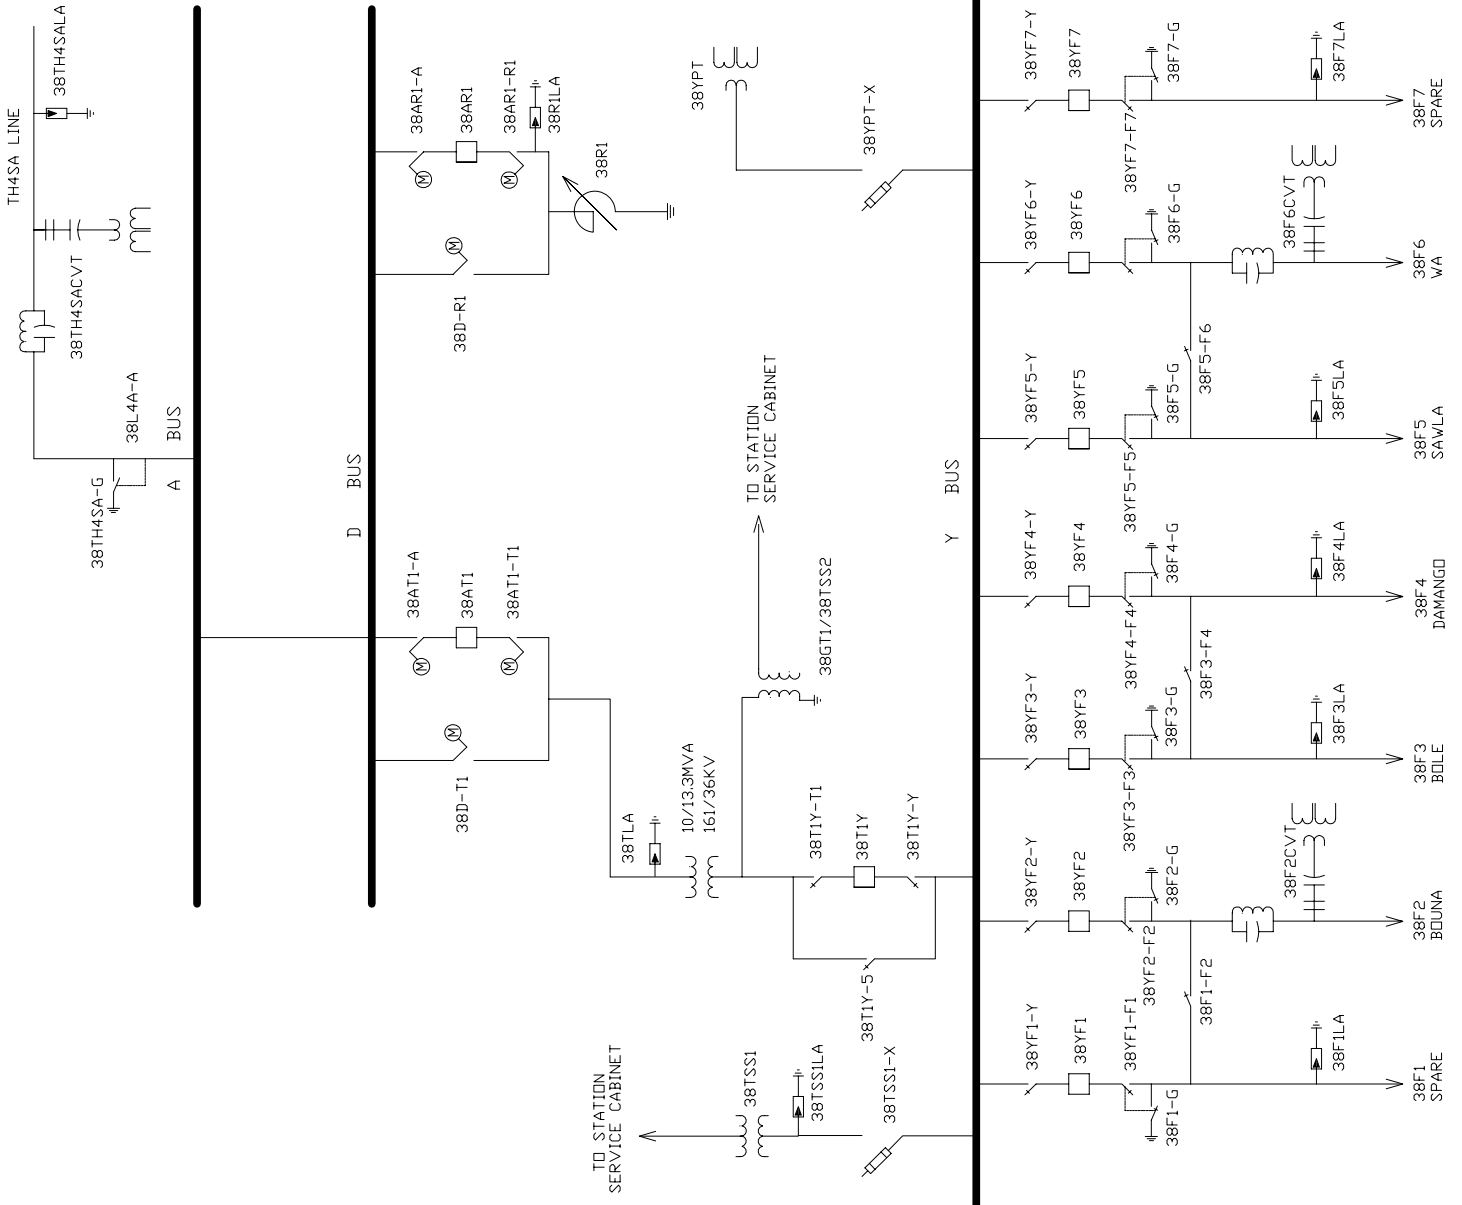 TH4SA LINE
38TH4SALA
38TH4SACVT
38L4A-A
38TH4SA-G
A BUS
D BUS
38AR1-A
38AR1
38AR1-R1
38R1LA
M
M
38R1
M
38D-R1
38AT1-A
38AT1
38AT1-T1
M
M
M
38D-T1
38TLA
10/13.3MVA
161/36KV
TO STATION
SERVICE CABINET
38GT1/38TSS2
38T1Y-T1
38T1Y
38T1Y-Y
38T1Y-5
38YPT
38YPT-X
TO STATION
SERVICE CABINET
38TSS1
38TSS1LA
38TSS1-X
Y BUS
38YF7-Y
38YF7
38YF7-F7
38F7-G
38F7LA
38F7
SPARE
38YF6-Y
38YF6
38F6-G
38F6CVT
38F6
WA
38F5-F6
38YF5-Y
38YF5
38YF5-F5
38F5-G
38F5LA
38F5
SAWLA
38YF4-Y
38YF4
38YF4-F4
38F4-G
38F4LA
38F4
DAMANGO
38F3-F4
38YF3-Y
38YF3
38YF3-F3
38F3-G
38F3LA
38F3
BOLE
38YF2-Y
38YF2
38YF2-F2
38F2-G
38F2CVT
38F2
BOUNA
38F1-F2
38YF1-Y
38YF1
38YF1-F1
38F1-G
38F1LA
38F1
SPARE